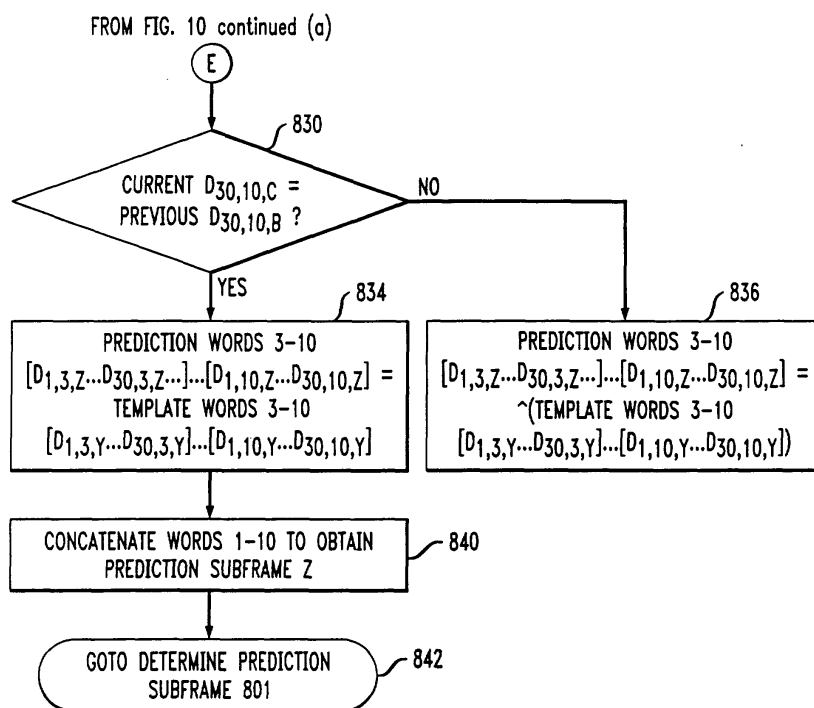 FROM FIG. 10 continued (a)
E
830
CURRENT D30,10,C =
PREVIOUS D30,10,B ?
NO
YES
834
PREDICTION WORDS 3-10
[D1,3,Z...D30,3,Z...]...[D1,10,Z...D30,10,Z] =
TEMPLATE WORDS 3-10
[D1,3,Y...D30,3,Y]...[D1,10,Y...D30,10,Y]
836
PREDICTION WORDS 3-10
[D1,3,Z...D30,3,Z...]...[D1,10,Z...D30,10,Z] =
^(TEMPLATE WORDS 3-10
[D1,3,Y...D30,3,Y]...[D1,10,Y...D30,10,Y])
CONCATENATE WORDS 1-10 TO OBTAIN
PREDICTION SUBFRAME Z
840
GOTO DETERMINE PREDICTION
SUBFRAME 801
842